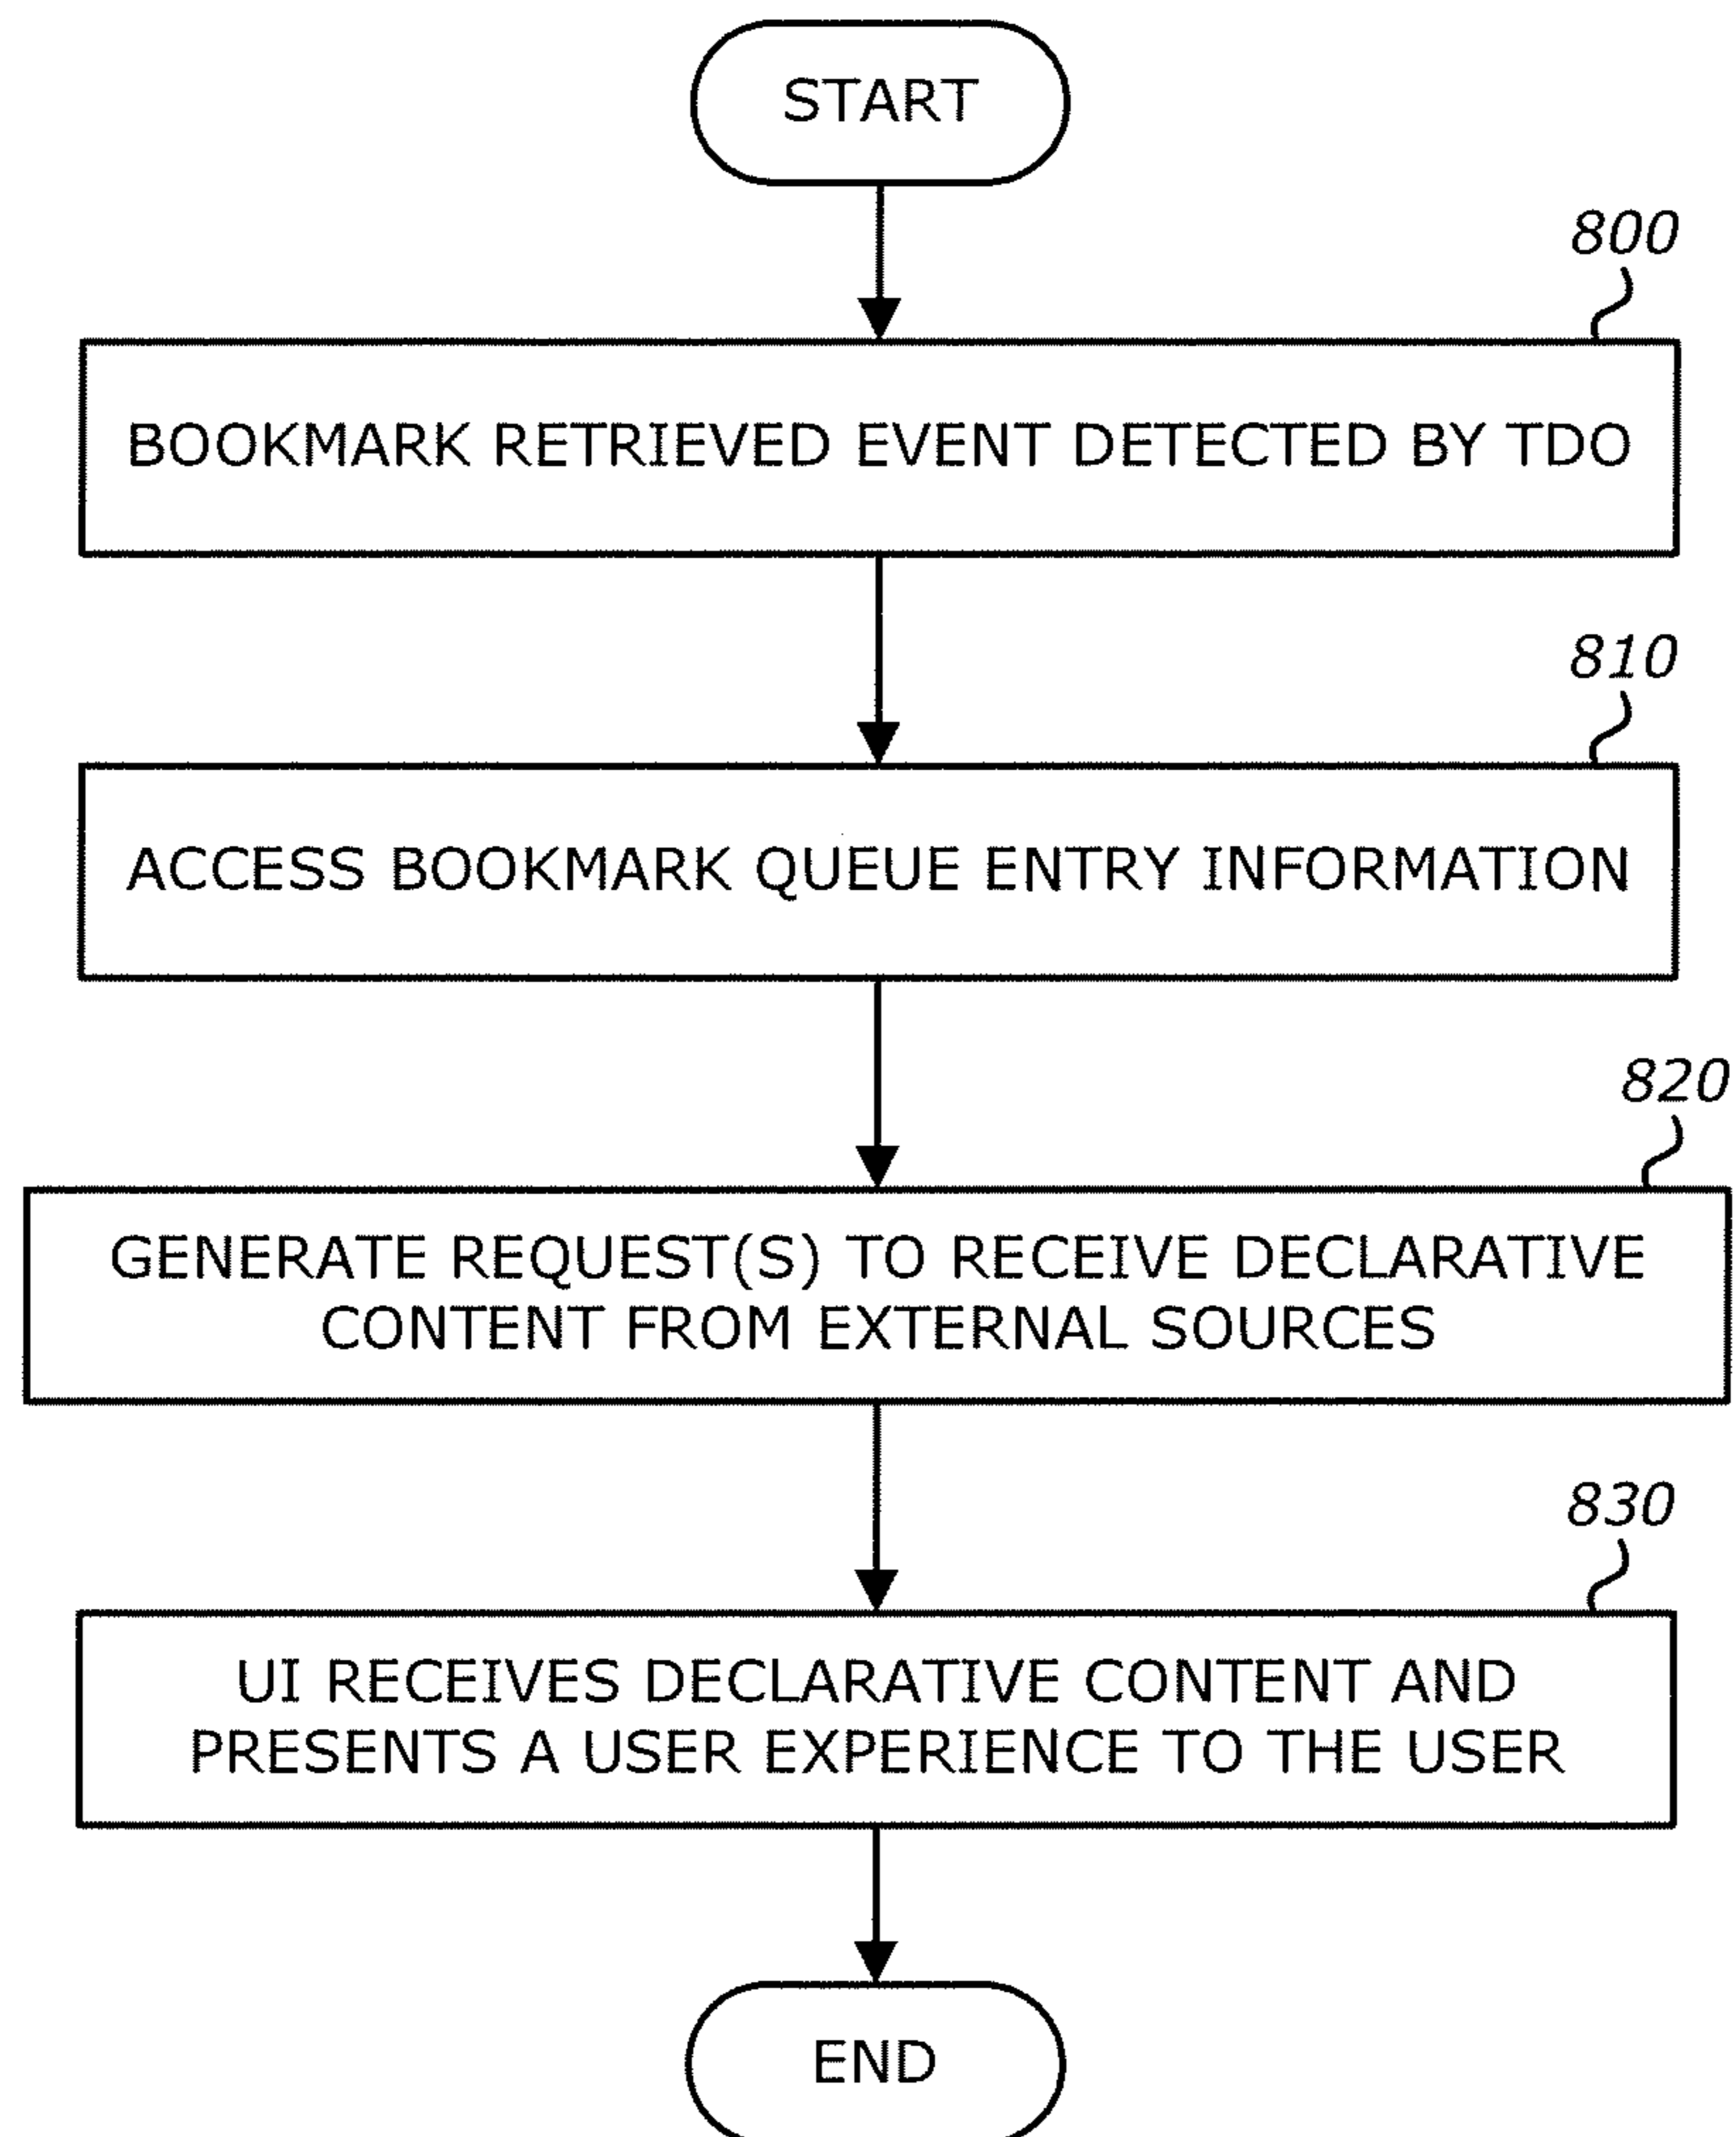 START
800
BOOKMARK RETRIEVED EVENT DETECTED BY TDO
810
ACCESS BOOKMARK QUEUE ENTRY INFORMATION
820
GENERATE REQUEST(S) TO RECEIVE DECLARATIVE
CONTENT FROM EXTERNAL SOURCES
830
UI RECEIVES DECLARATIVE CONTENT AND
PRESENTS A USER EXPERIENCE TO THE USER
END